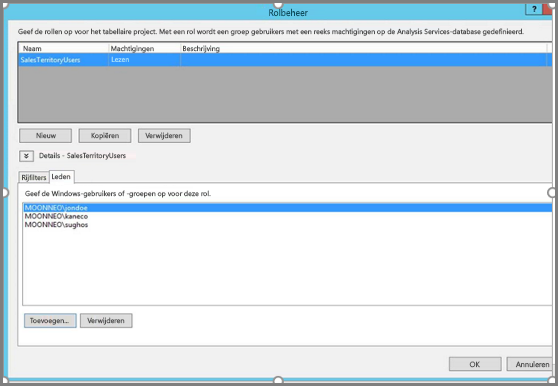 Rolbeheer
?
Geef de rollen op voor het tabellaire project. Met een rol wordt een groep gebruikers met een reeks machtigingen op de Analysis Services-database gedefinieerd.
Naam Machtigingen Beschrijving
SalesTerritoryUsers Lezen
Nieuw Kopiëren Verwijderen
Details - SalesTerritoryUsers
Rijfilters Leden
Geef de Windows-gebruikers of -groepen op voor deze rol.
MOONNEO\jondoe
MOONNEO\kaneco
MOONNEO\sughos
Toevoegen... Verwijderen
OK Annuleren